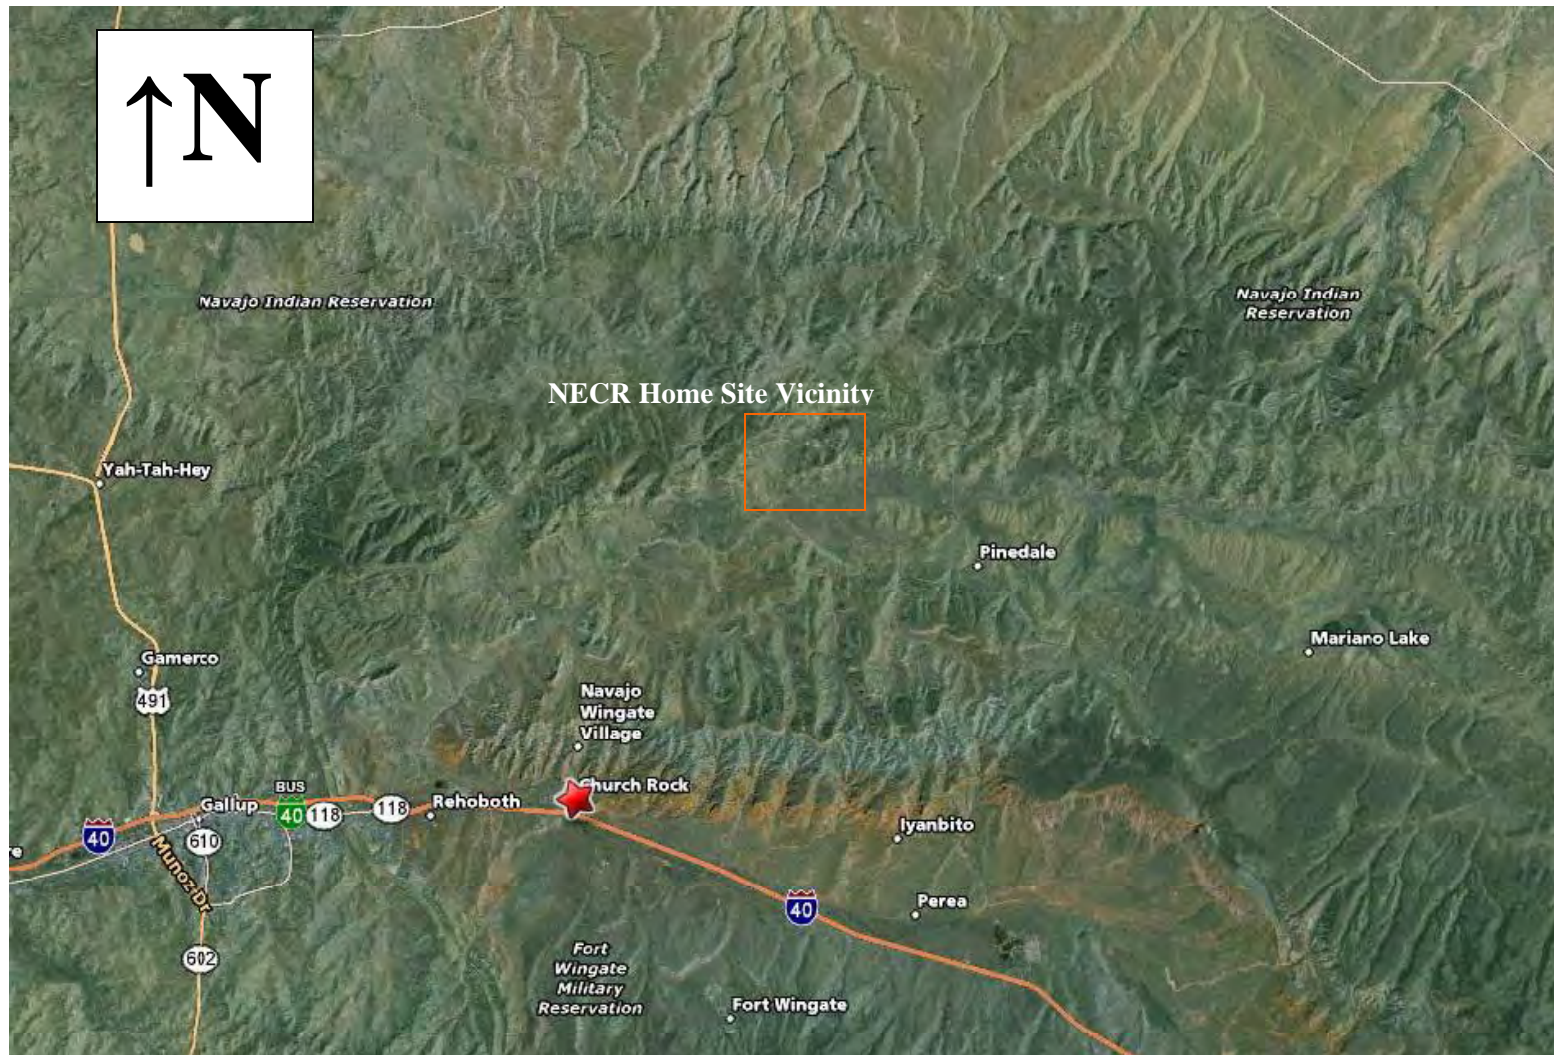 ↑N
Navajo Indian Reservation
Navajo Indian
Reservation
NECR Home Site Vicinity
Yah-Tah-Hey
Pinedale
Mariano Lake
Gamerco
491
Navajo
Wingate
Village
Church Rock
BUS
40
Gallup
118
118
Rehoboth
40
610
Iyanbito
re
Munoz Dr
Perea
40
602
Fort
Wingate
Military
Reservation
Fort Wingate